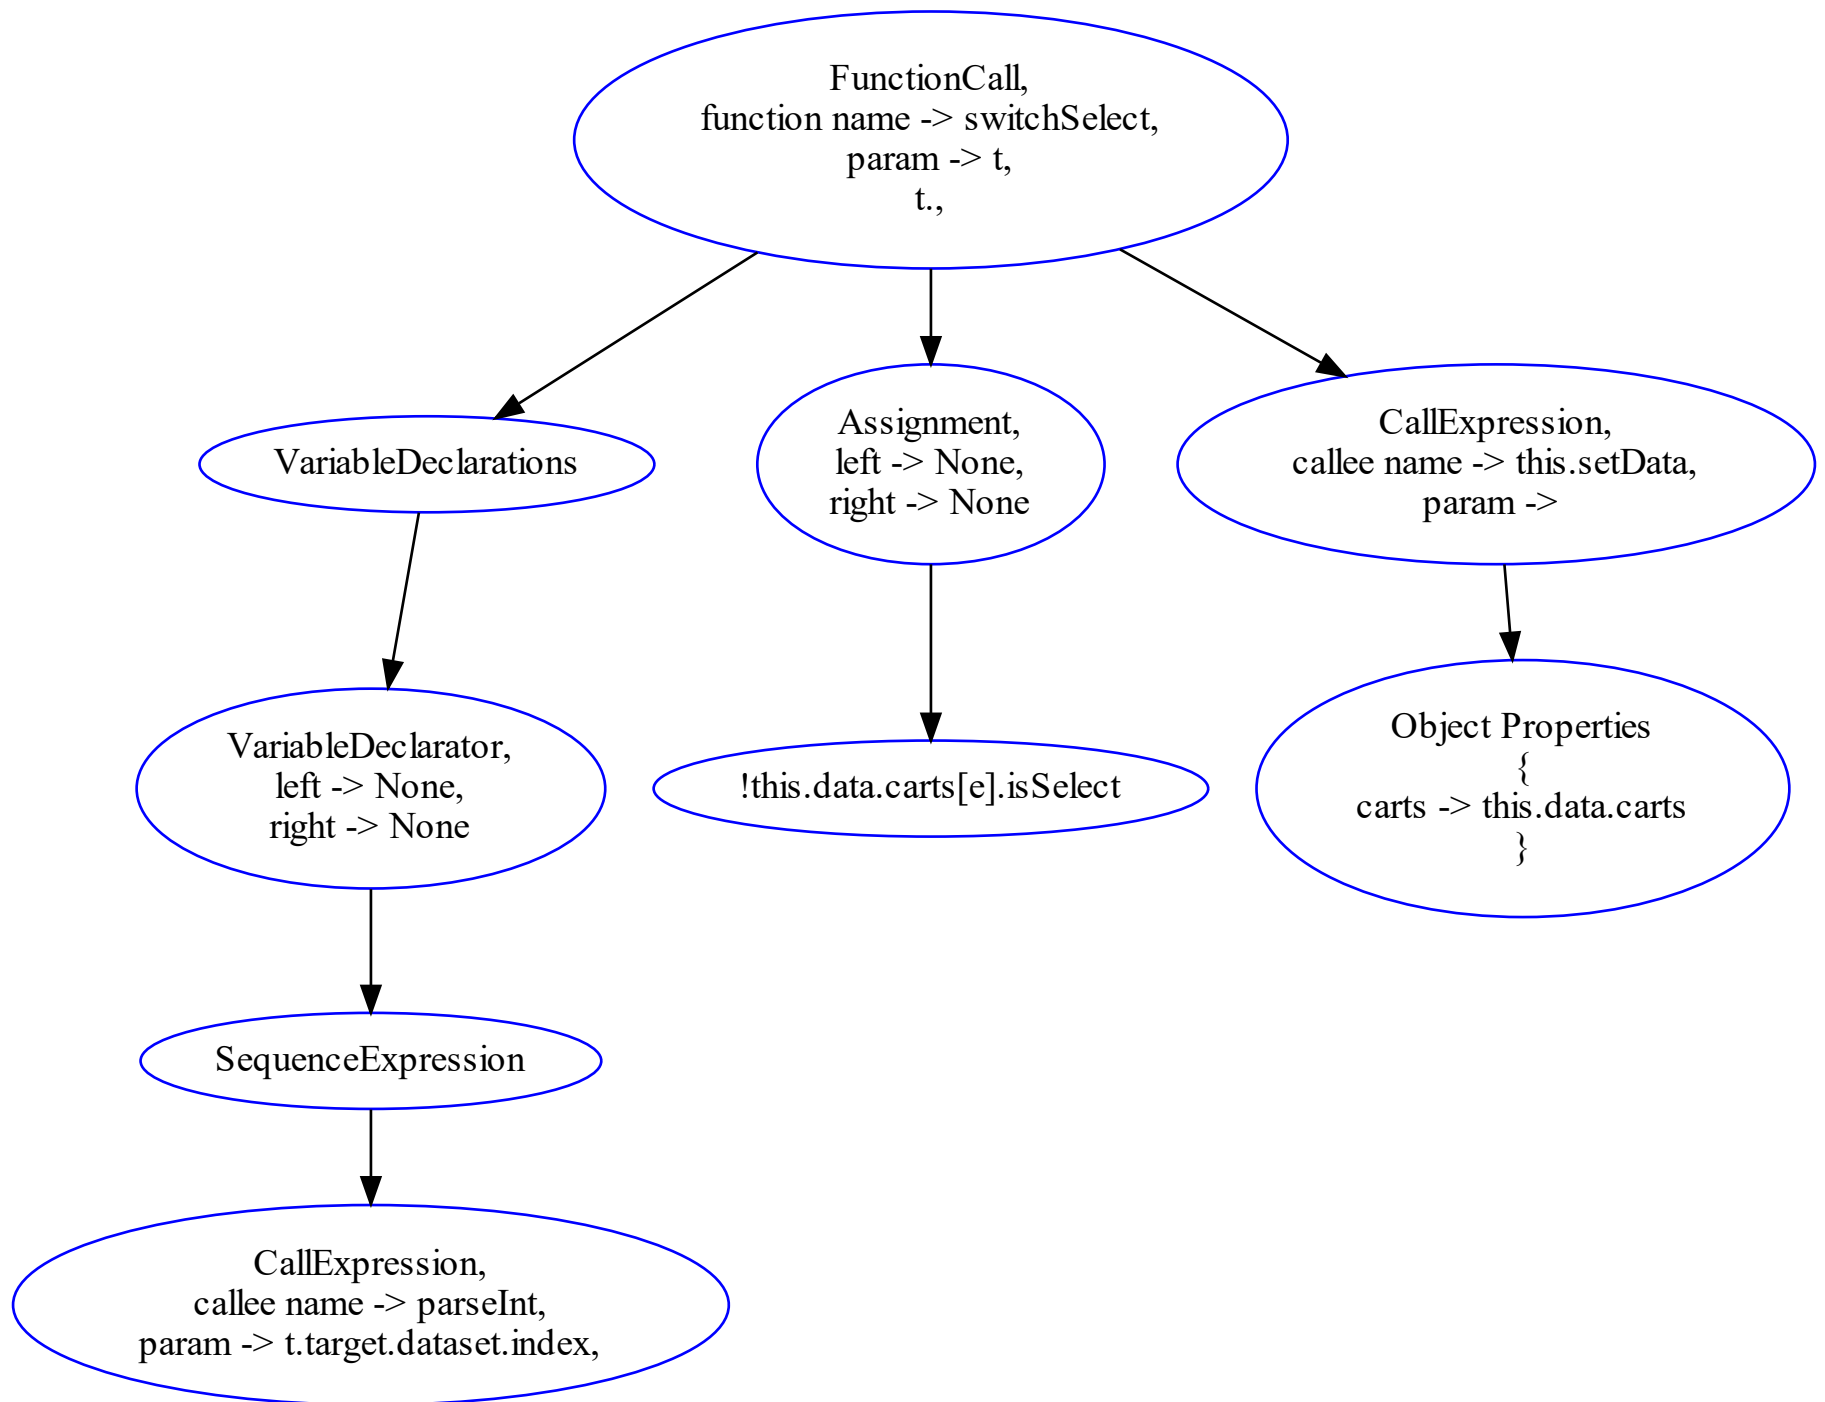 FunctionCall,
function name -> switchSelect,
param -> t,
t.,
VariableDeclarations
Assignment,
left -> None,
right -> None
CallExpression,
callee name -> this.setData,
param ->
VariableDeclarator,
left -> None,
right -> None
!this.data.carts[e].isSelect
Object Properties
{
carts -> this.data.carts
}
SequenceExpression
CallExpression,
callee name -> parseInt,
param -> t.target.dataset.index,